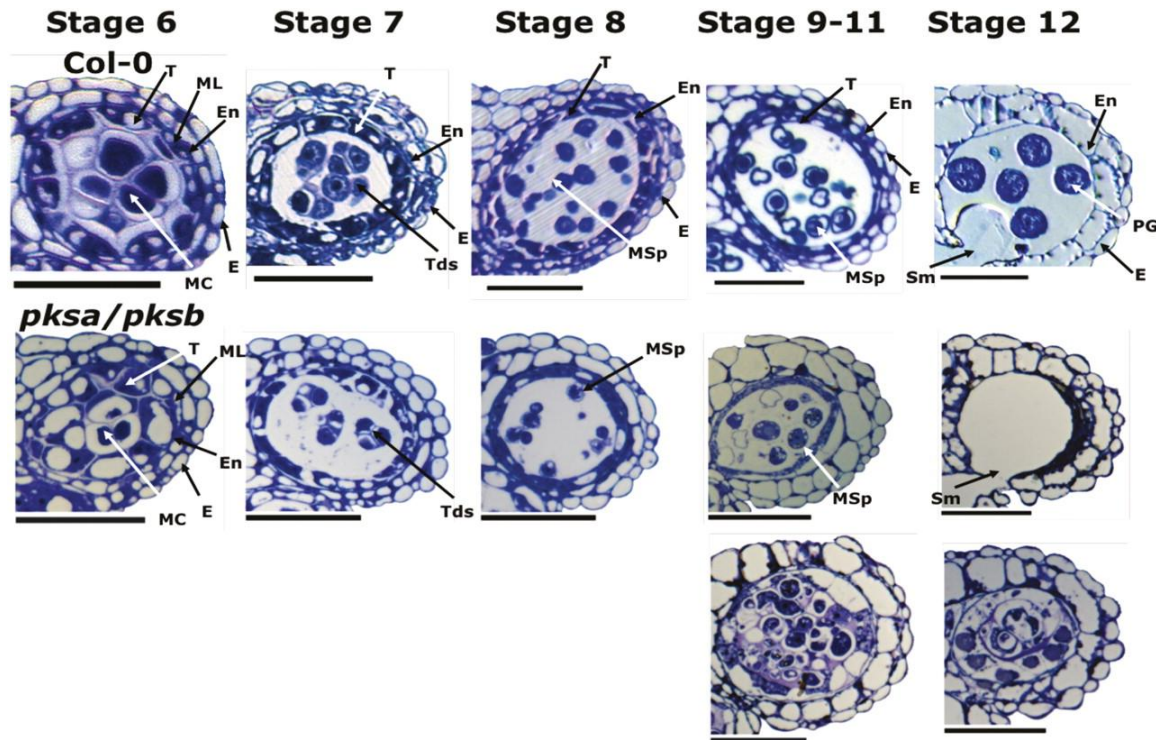 Stage 6 Stage 7 Stage 8 Stage 9-11 Stage 12
Col-0
T
ML
En
E
MC
T
En
E
Tds
T
En
E
MSp
T
En
E
MSp
En
PG
E
Sm
pksa/pksb
T
ML
En
E
MC
Tds
MSp
MSp
Sm